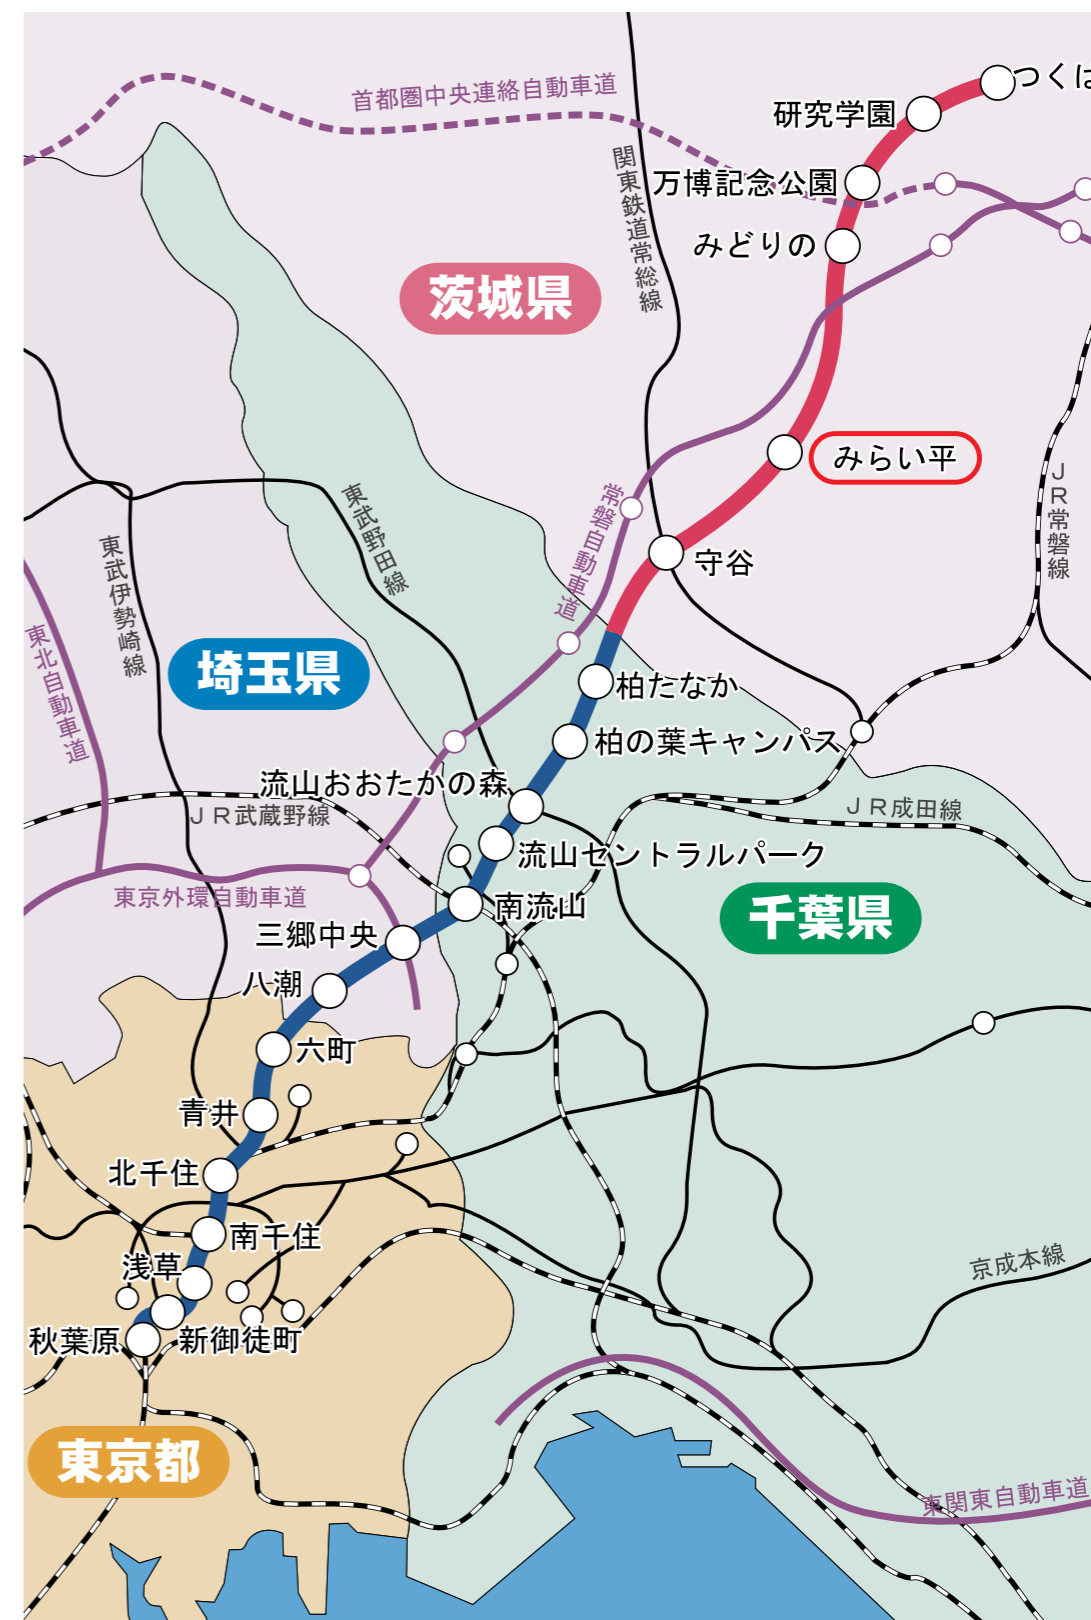 つくば
首都圏中央連絡自動車道
研究学園
関東鉄道常総線
万博記念公園
みどりの
茨城県
みらい平
JR常磐線
東武野田線
常磐自動車道
東武伊勢崎線
守谷
東北自動車道
埼玉県
柏たなか
柏の葉キャンパス
流山おおたかの森
JR武蔵野線
JR成田線
流山セントラルパーク
東京外環自動車道
南流山
千葉県
三郷中央
八潮
六町
青井
北千住
南千住
浅草
京成本線
秋葉原
新御徒町
東京都
東関東自動車道